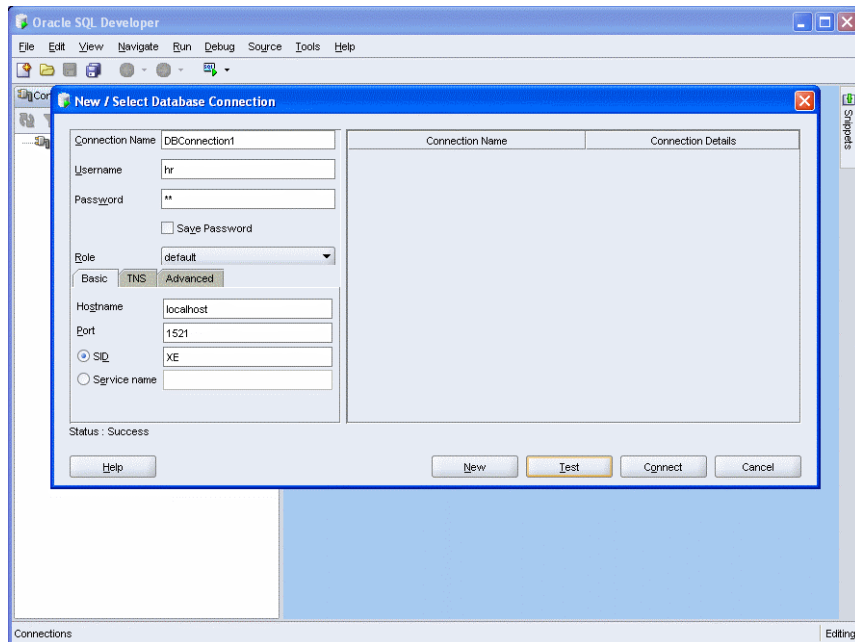 Oracle SQL Developer
File Edit View Navigate Run Debug Source Tools Help
Con
New / Select Database Connection
Connection Name DBConnection1
Username hr
Password **
Save Password
Role default
Basic TNS Advanced
Hostname localhost
Port 1521
SID XE
Service name
Status : Success
Connection Name Connection Details
Help New Test Connect Cancel
Snippets
Connections Editing